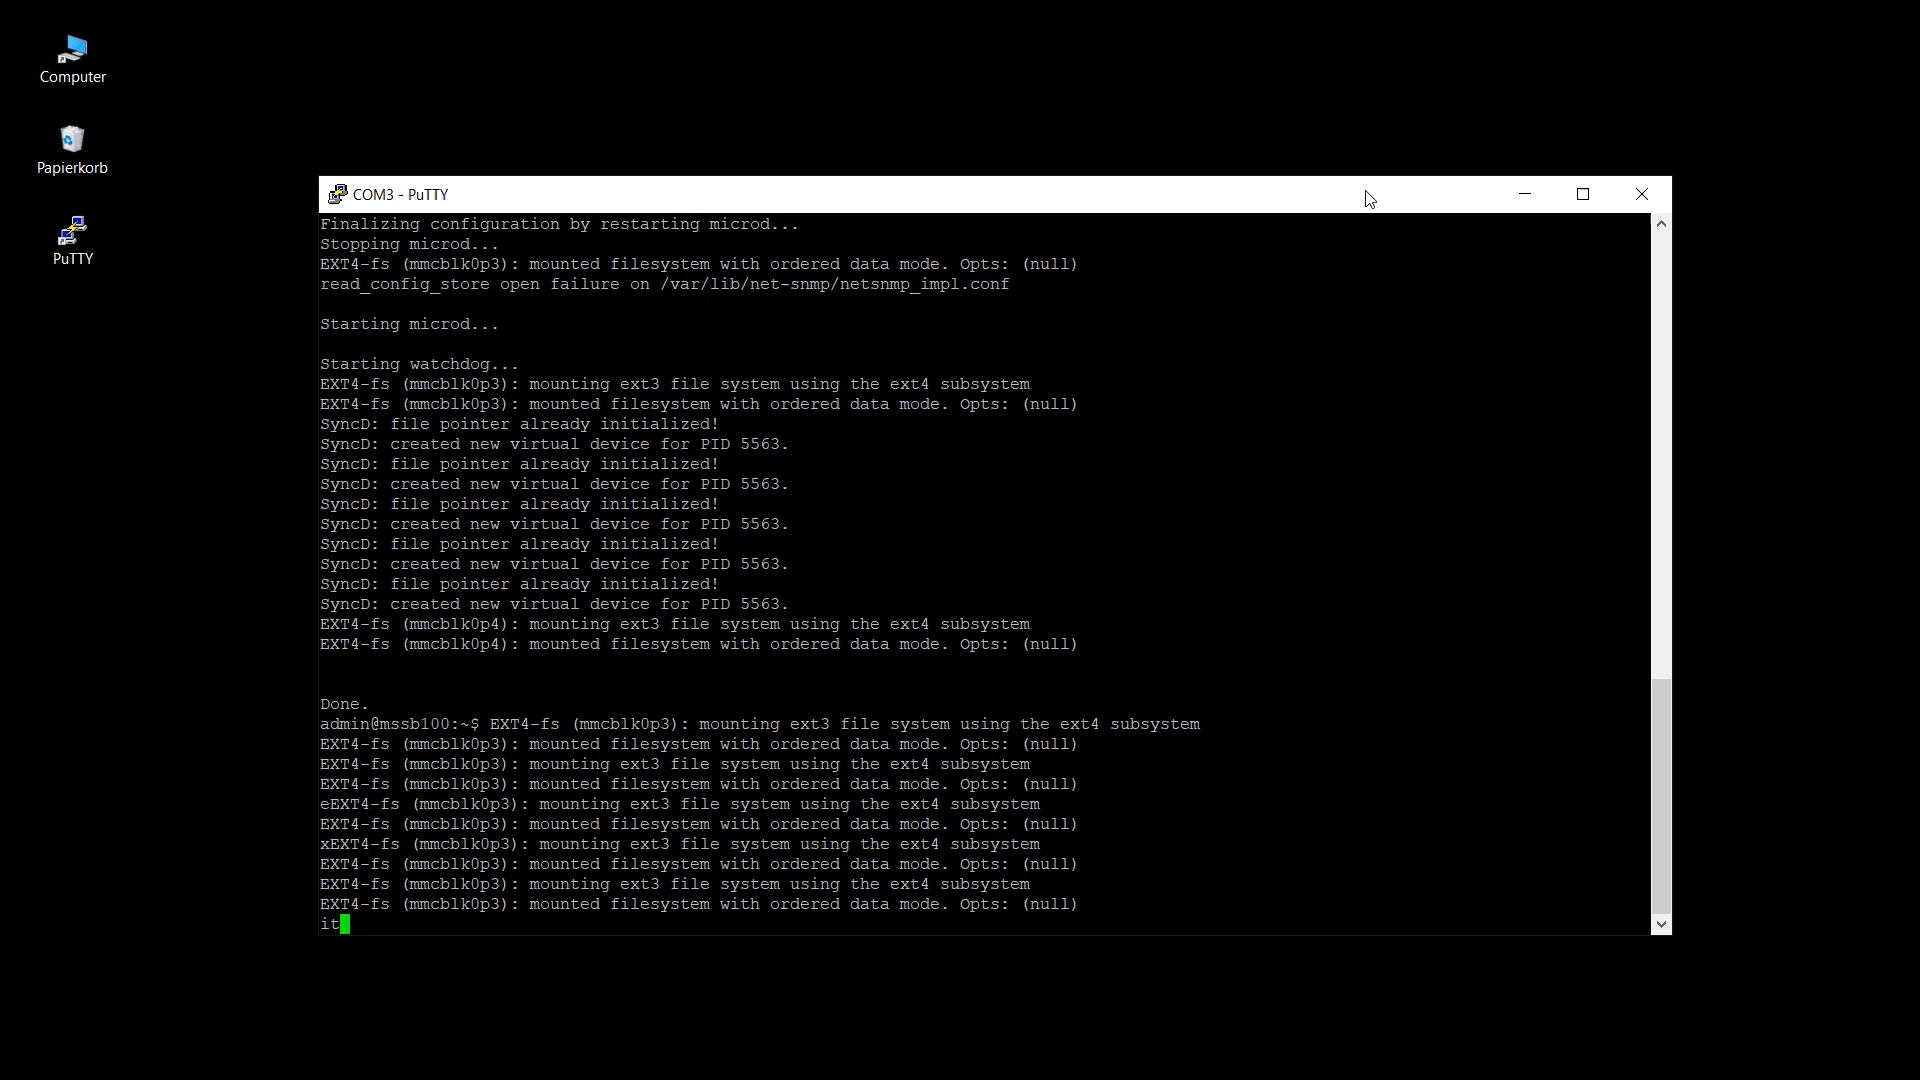 Computer
Papierkorb
PuTTY
COM3 - PuTTY
Finalizing configuration by restarting microd...
Stopping microd...
EXT4-fs (mmcblk0p3): mounted filesystem with ordered data mode. Opts: (null)
read_config_store open failure on /var/lib/net-snmp/netsnmp_impl.conf
Starting microd...
Starting watchdog...
EXT4-fs (mmcblk0p3): mounting ext3 file system using the ext4 subsystem
EXT4-fs (mmcblk0p3): mounted filesystem with ordered data mode. Opts: (null)
SyncD: file pointer already initialized!
SyncD: created new virtual device for PID 5563.
SyncD: file pointer already initialized!
SyncD: created new virtual device for PID 5563.
SyncD: file pointer already initialized!
SyncD: created new virtual device for PID 5563.
SyncD: file pointer already initialized!
SyncD: created new virtual device for PID 5563.
SyncD: file pointer already initialized!
SyncD: created new virtual device for PID 5563.
EXT4-fs (mmcblk0p4): mounting ext3 file system using the ext4 subsystem
EXT4-fs (mmcblk0p4): mounted filesystem with ordered data mode. Opts: (null)
Done.
admin@mssb100:~$ EXT4-fs (mmcblk0p3): mounting ext3 file system using the ext4 subsystem
EXT4-fs (mmcblk0p3): mounted filesystem with ordered data mode. Opts: (null)
EXT4-fs (mmcblk0p3): mounting ext3 file system using the ext4 subsystem
EXT4-fs (mmcblk0p3): mounted filesystem with ordered data mode. Opts: (null)
eEXT4-fs (mmcblk0p3): mounting ext3 file system using the ext4 subsystem
EXT4-fs (mmcblk0p3): mounted filesystem with ordered data mode. Opts: (null)
xEXT4-fs (mmcblk0p3): mounting ext3 file system using the ext4 subsystem
EXT4-fs (mmcblk0p3): mounted filesystem with ordered data mode. Opts: (null)
EXT4-fs (mmcblk0p3): mounting ext3 file system using the ext4 subsystem
EXT4-fs (mmcblk0p3): mounted filesystem with ordered data mode. Opts: (null)
it